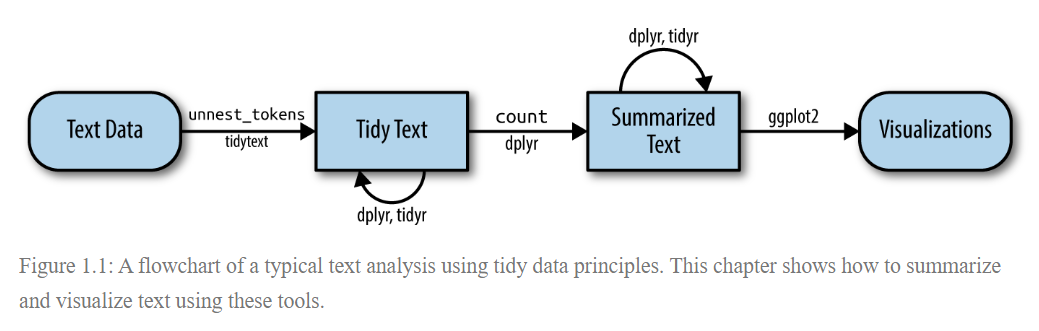 dplyr, tidyr
Text Data
unnest_tokens
tidytext
Tidy Text
count
dplyr
Summarized
Text
ggplot2
Visualizations
dplyr, tidyr
Figure 1.1: A flowchart of a typical text analysis using tidy data principles. This chapter shows how to summarize
and visualize text using these tools.